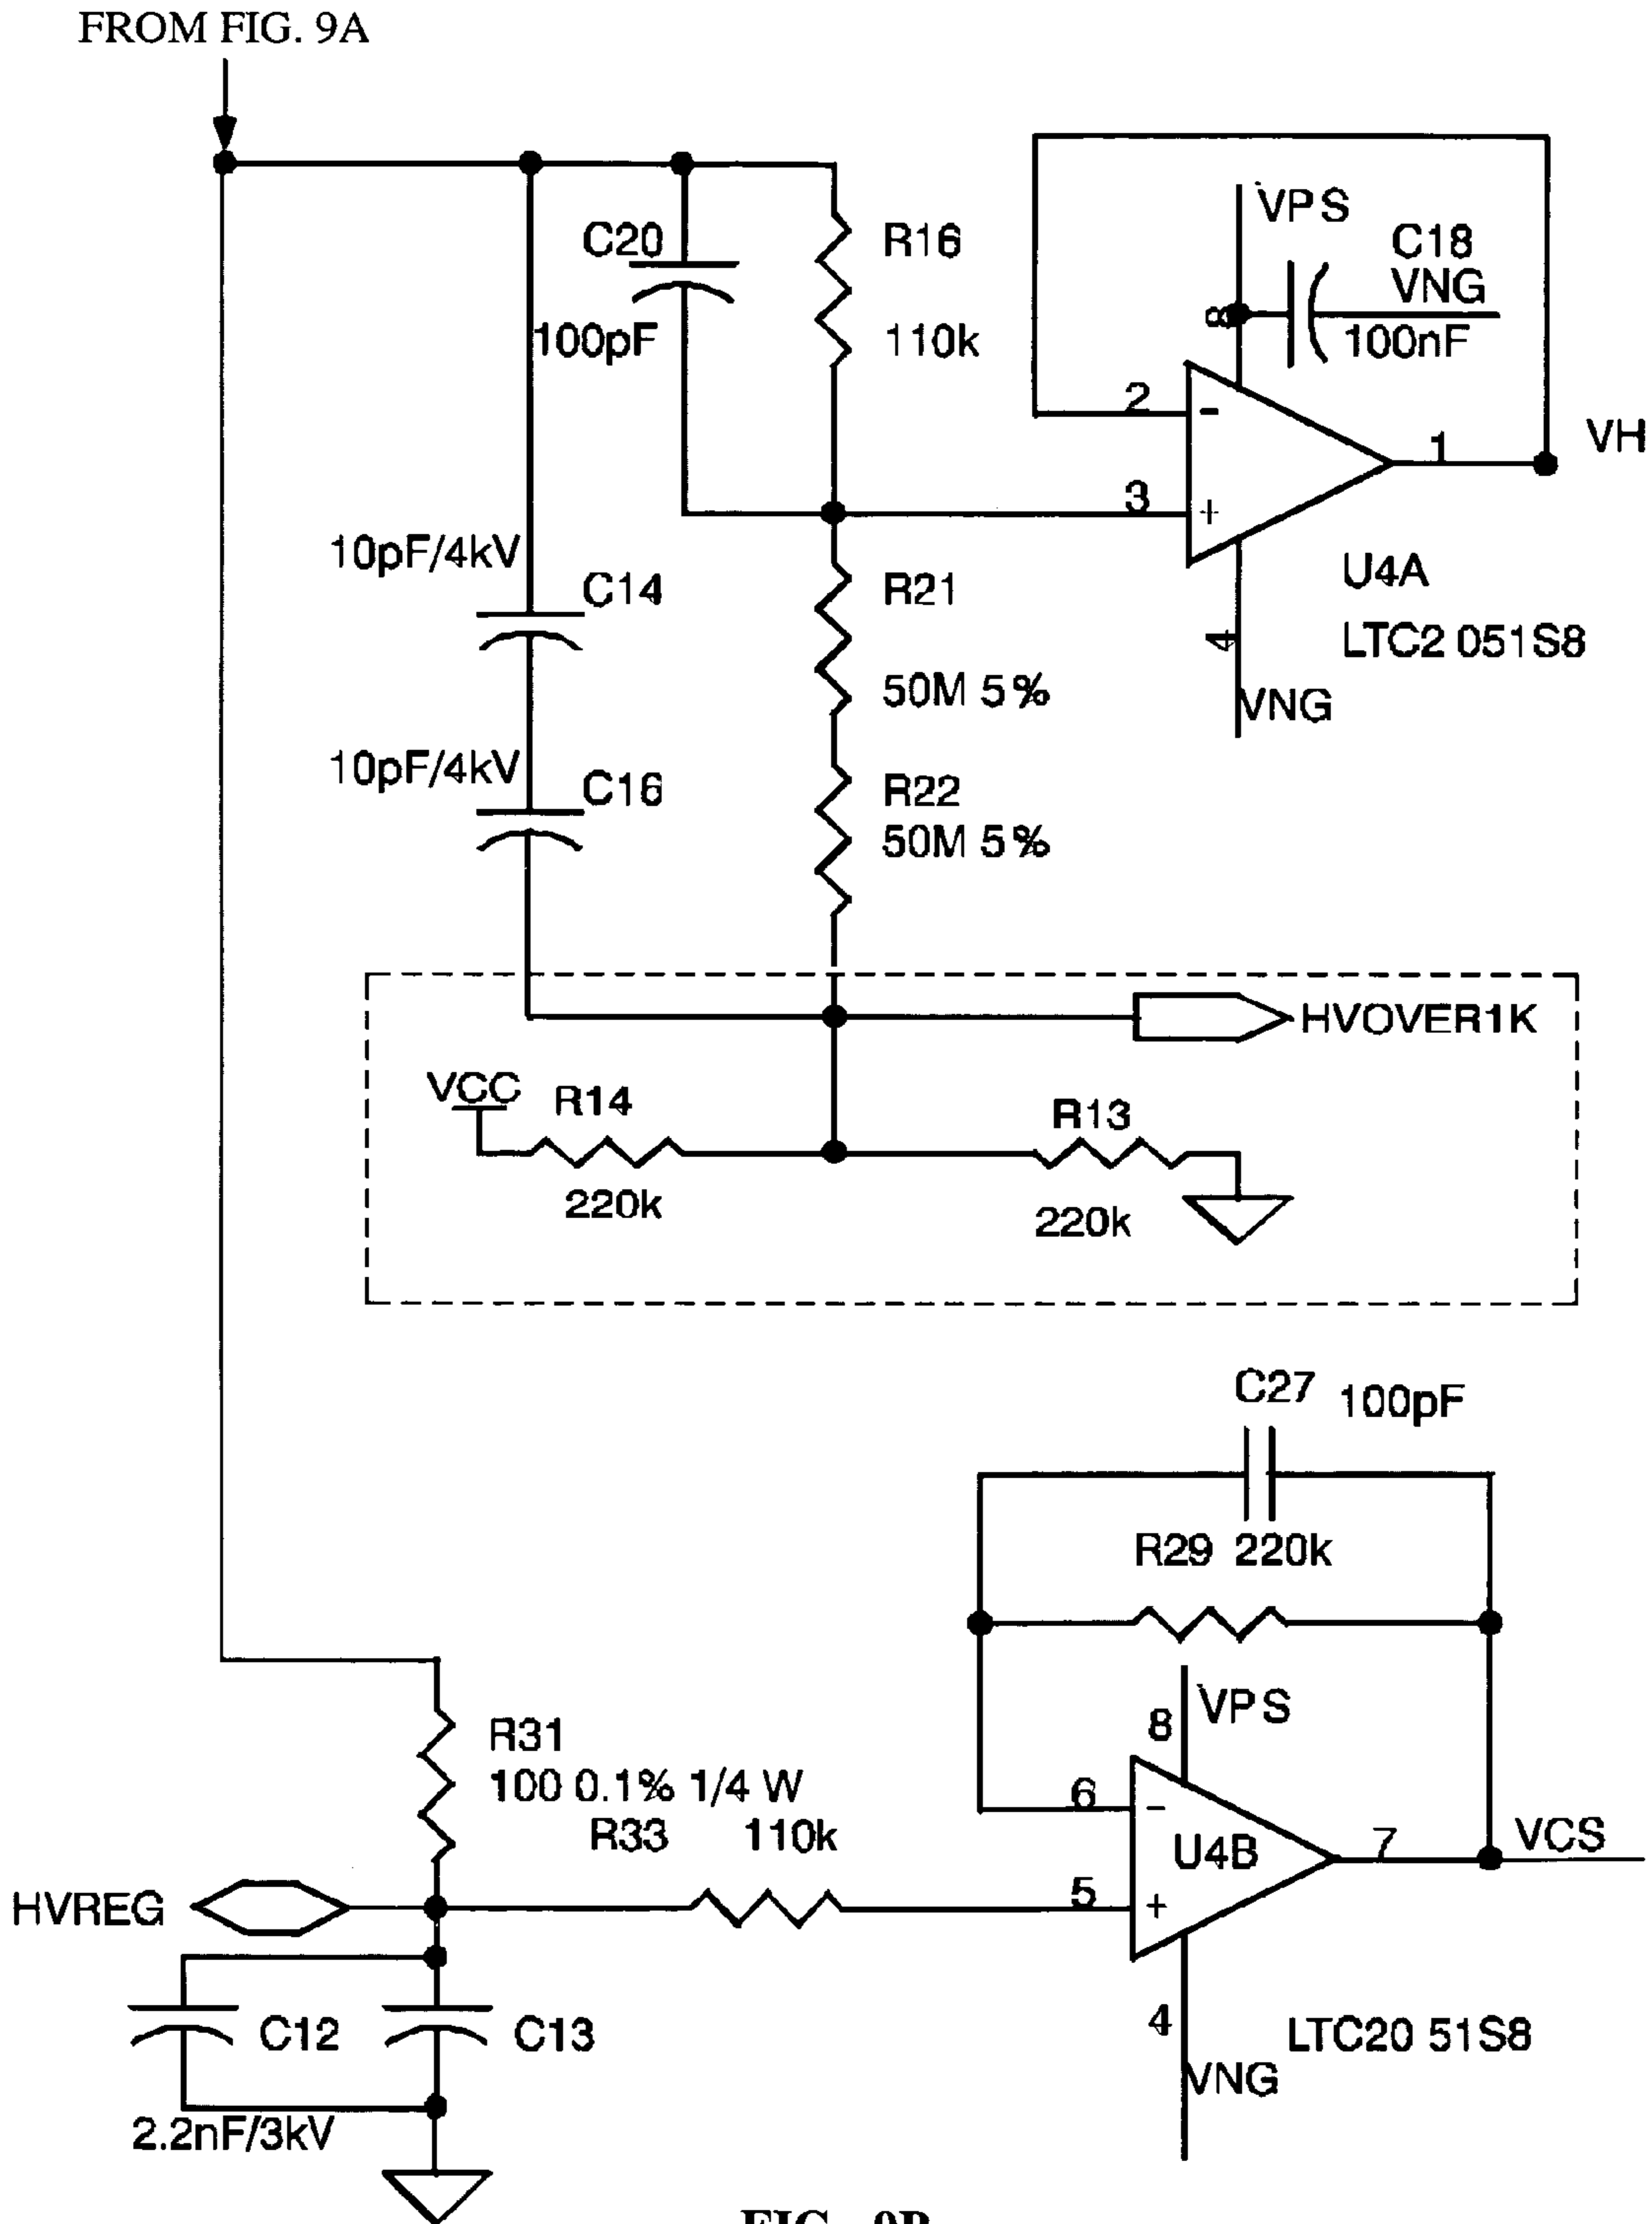 FROM FIG. 9A
VPS
C20
R16
C18
VNG
8
100pF
110k
100nF
2
-
VH
1
3
+
10pF/4kV
C14
R21
U4A
4
LTC2 051S8
50M 5%
VNG
10pF/4kV
C16
R22
50M 5%
HVOVER1K
VCC
R14
R13
220k
220k
C27
100pF
R29 220k
VPS
8
R31
100 0.1% 1/4 W
6
-
R33
110k
U4B
7
VCS
HVREG
5
+
4
C12
C13
LTC20 51S8
VNG
2.2nF/3kV
FIG. 9B